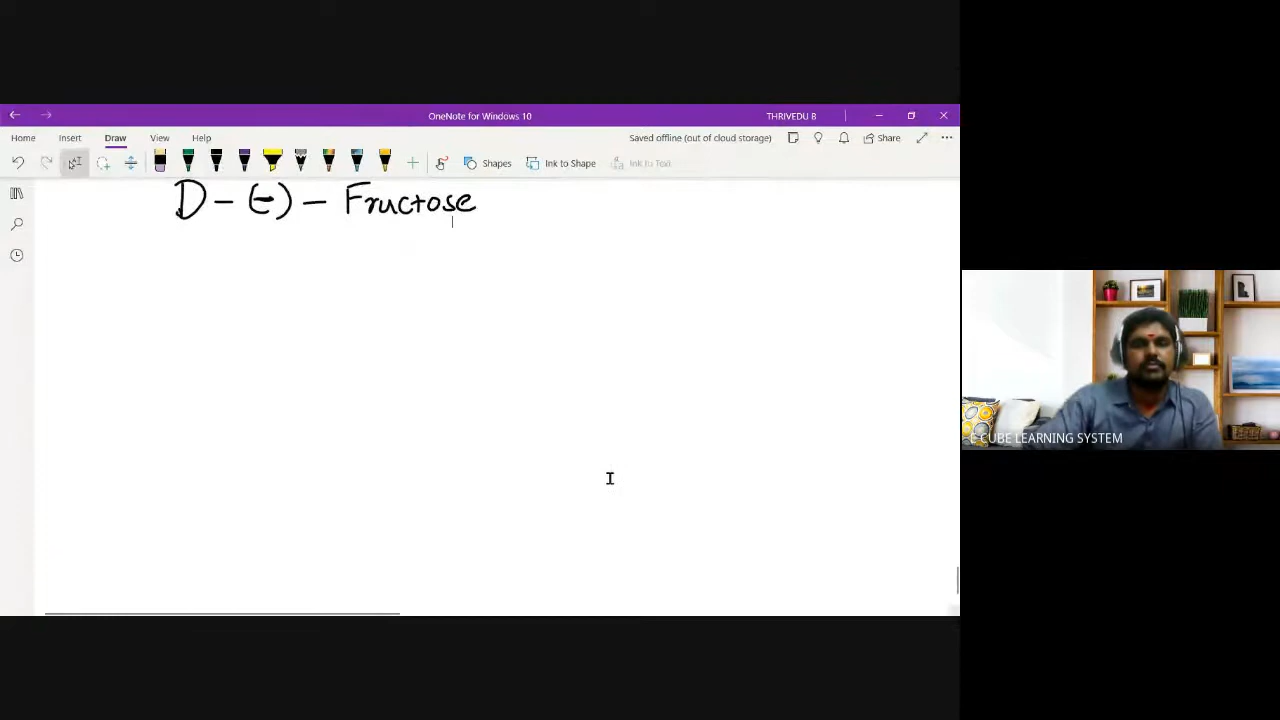 OneNote for Windows 10
THRIVEDU B
Home Insert Draw View Help
Saved offline (out of cloud storage)
Share
Shapes
Ink to Shape
Ink to Text
D - (-) - Fructose
CUBE LEARNING SYSTEM